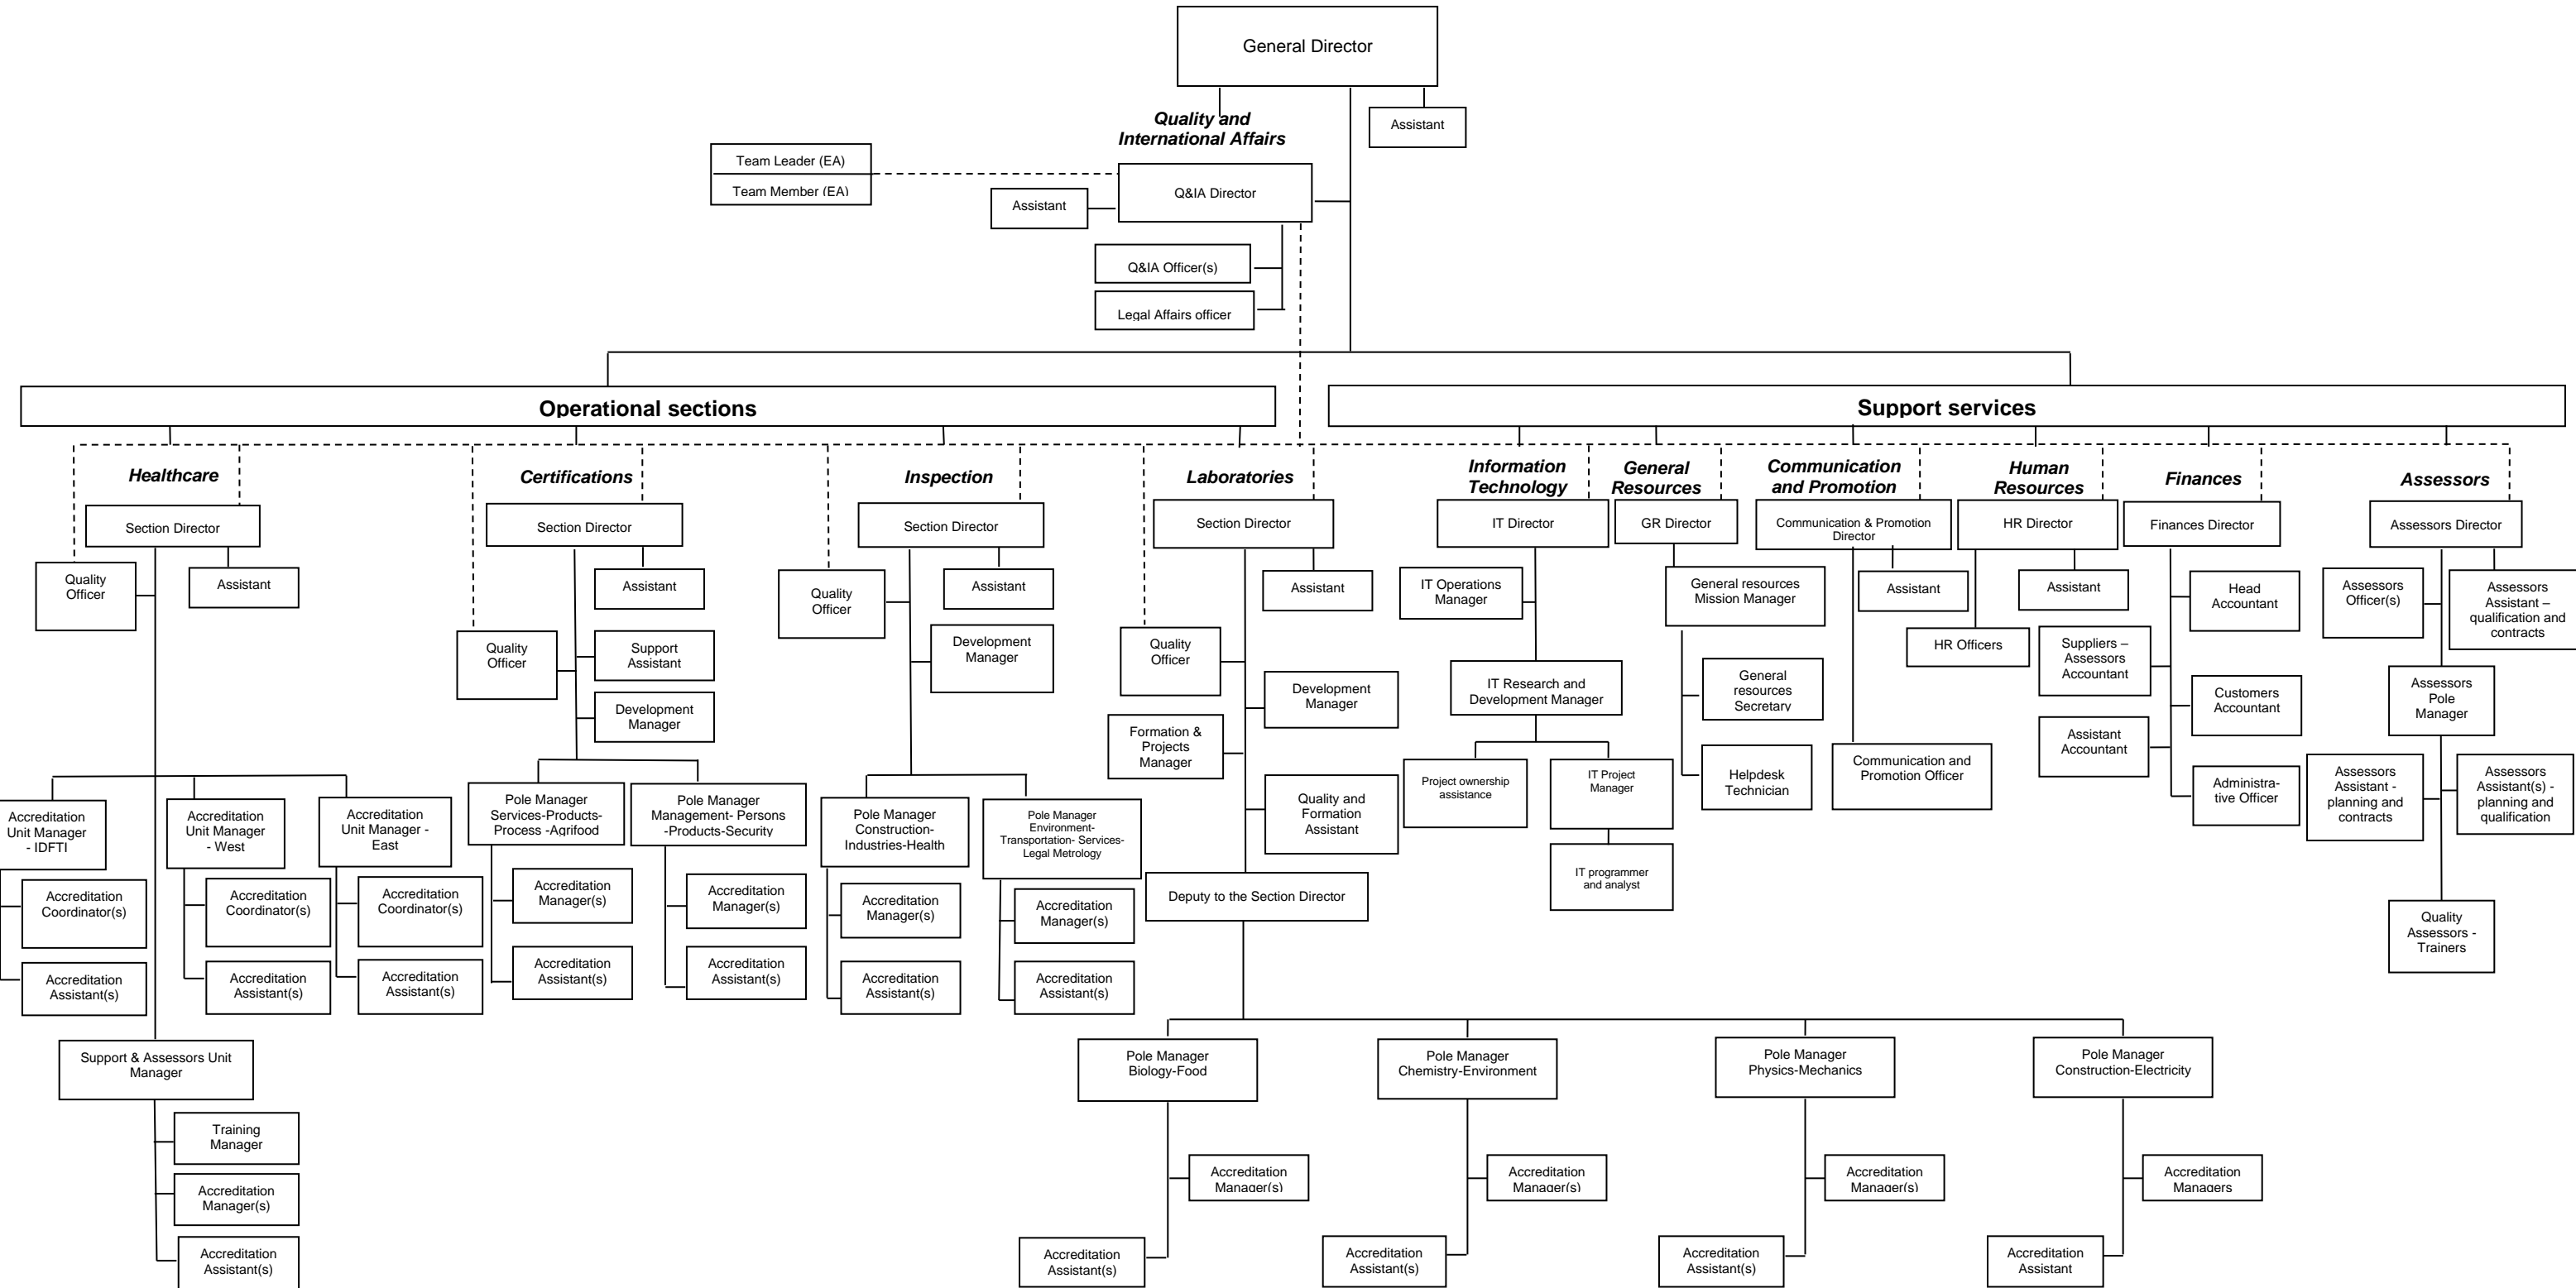 General Director
Assistant
Quality and
International Affairs
Team Leader (EA)
Team Member (EA)
Q&IA Director
Assistant
Q&IA Officer(s)
Legal Affairs officer
Operational sections
Support services
Healthcare
Section Director
Quality
Officer
Assistant
Accreditation
Unit Manager
- IDFTI
Accreditation
Coordinator(s)
Accreditation
Assistant(s)
Accreditation
Unit Manager
- West
Accreditation
Coordinator(s)
Accreditation
Assistant(s)
Accreditation
Unit Manager -
East
Accreditation
Coordinator(s)
Accreditation
Assistant(s)
Support & Assessors Unit
Manager
Training
Manager
Accreditation
Manager(s)
Accreditation
Assistant(s)
Certifications
Section Director
Assistant
Quality
Officer
Support
Assistant
Development
Manager
Pole Manager
Services-Products-
Process -Agrifood
Accreditation
Manager(s)
Accreditation
Assistant(s)
Pole Manager
Management- Persons
-Products-Security
Accreditation
Manager(s)
Accreditation
Assistant(s)
Inspection
Section Director
Quality
Officer
Assistant
Development
Manager
Pole Manager
Construction-
Industries-Health
Accreditation
Manager(s)
Accreditation
Assistant(s)
Pole Manager
Environment-
Transportation- Services-
Legal Metrology
Accreditation
Manager(s)
Accreditation
Assistant(s)
Laboratories
Section Director
Assistant
Quality
Officer
Development
Manager
Formation &
Projects
Manager
Quality and
Formation
Assistant
Deputy to the Section Director
Pole Manager
Biology-Food
Accreditation
Manager(s)
Accreditation
Assistant(s)
Pole Manager
Chemistry-Environment
Accreditation
Manager(s)
Accreditation
Assistant(s)
Pole Manager
Physics-Mechanics
Accreditation
Manager(s)
Accreditation
Assistant(s)
Pole Manager
Construction-Electricity
Accreditation
Managers
Accreditation
Assistant
Information
Technology
IT Director
IT Operations
Manager
IT Research and
Development Manager
Project ownership
assistance
IT Project
Manager
IT programmer
and analyst
General
Resources
GR Director
General resources
Mission Manager
General
resources
Secretary
Helpdesk
Technician
Communication
and Promotion
Communication & Promotion
Director
Assistant
Communication and
Promotion Officer
Human
Resources
HR Director
Assistant
HR Officers
Finances
Finances Director
Head
Accountant
Suppliers –
Assessors
Accountant
Customers
Accountant
Assistant
Accountant
Administra-
tive Officer
Assessors
Assessors Director
Assessors
Officer(s)
Assessors
Assistant –
qualification and
contracts
Assessors
Pole
Manager
Assessors
Assistant -
planning and
contracts
Assessors
Assistant(s) -
planning and
qualification
Quality
Assessors -
Trainers